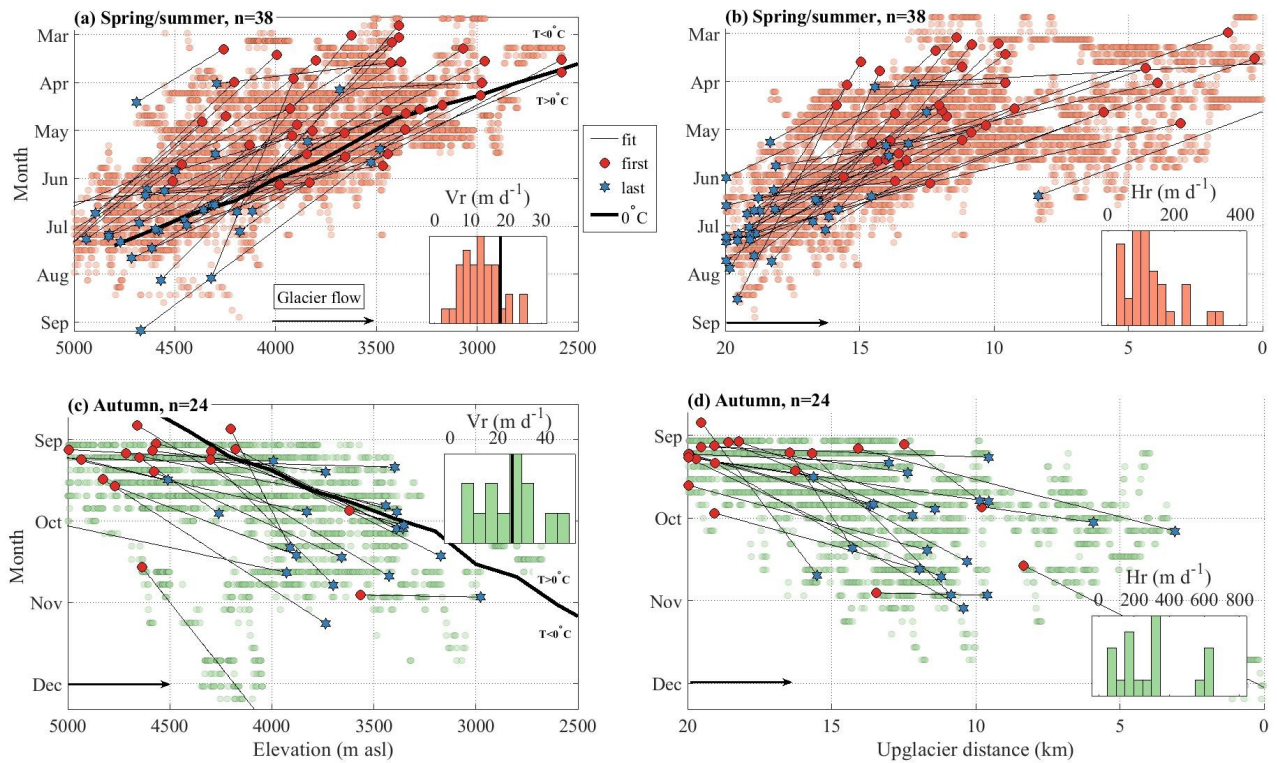 (a) Spring/summer, n=38
Mar
Apr
May
Jun
Jul
Aug
Sep
Month
T<0°C
T>0°C
Vr (m d-1)
0 10 20 30
Glacier flow
5000 4500 4000 3500 3000 2500
fit
first
last
0°C
(b) Spring/summer, n=38
Mar
Apr
May
Jun
Jul
Aug
Sep
Hr (m d-1)
0 200 400
20 15 10 5 0
(c) Autumn, n=24
Sep
Oct
Nov
Dec
Month
Vr (m d-1)
0 20 40
T>0°C
T<0°C
5000 4500 4000 3500 3000 2500
Elevation (m asl)
(d) Autumn, n=24
Sep
Oct
Nov
Dec
Hr (m d-1)
0 200 400 600 800
20 15 10 5 0
Upglacier distance (km)